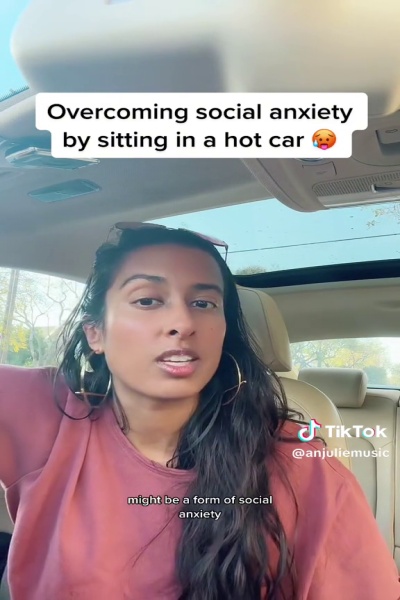 Overcoming social anxiety
by sitting in a hot car 🥵
TikTok
@anjuliemusic
might be a form of social
anxiety